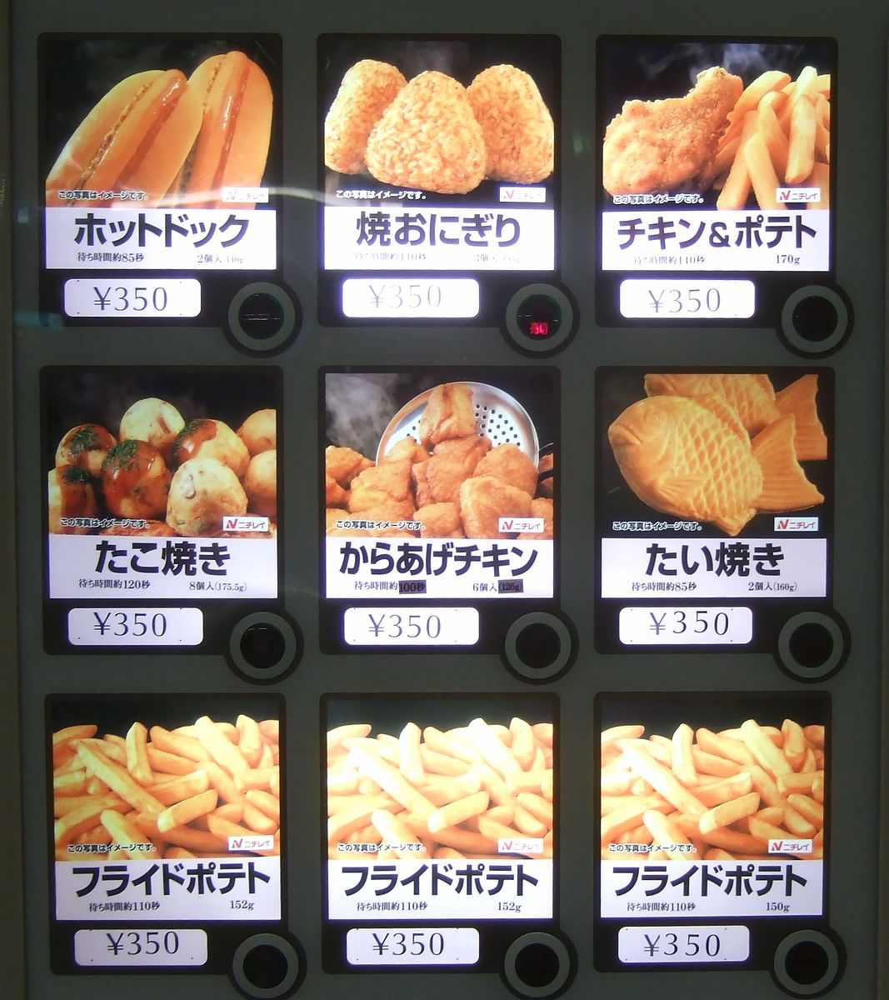 この写真はイメージです。
ニチレイ
ホットドック
待ち時間約85秒 2個入
¥350
この写真はイメージです。
ニチレイ
焼おにぎり
待ち時間約110秒
¥350
売切
この写真はイメージです。
ニチレイ
チキン&ポテト
待ち時間約140秒 170g
¥350
この写真はイメージです。
ニチレイ
たこ焼き
待ち時間約120秒 8個入(175.5g)
¥350
この写真はイメージです。
ニチレイ
からあげチキン
待ち時間約100秒 6個入(126g)
¥350
この写真はイメージです。
ニチレイ
たい焼き
待ち時間約85秒 2個入(160g)
¥350
この写真はイメージです。
ニチレイ
フライドポテト
待ち時間約110秒 152g
¥350
この写真はイメージです。
ニチレイ
フライドポテト
待ち時間約110秒 152g
¥350
この写真はイメージです。
ニチレイ
フライドポテト
待ち時間約110秒 150g
¥350